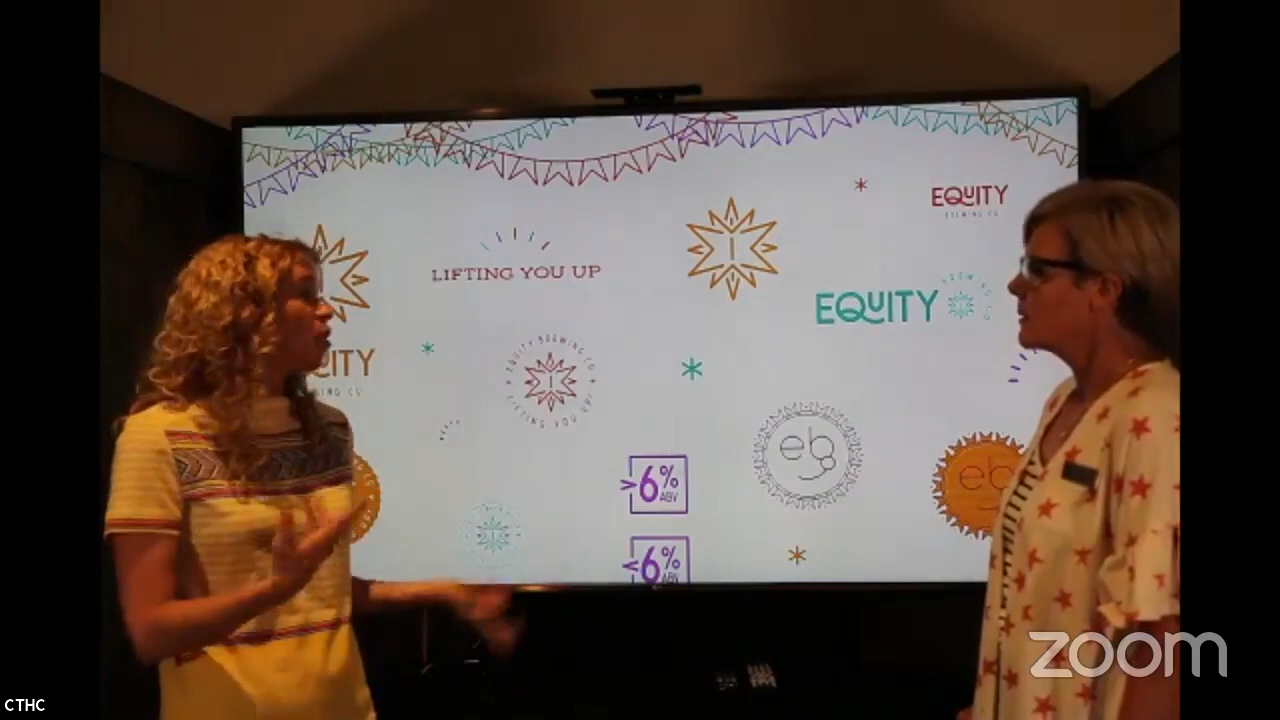 EQUITY
BREWING CO
LIFTING YOU UP
EQUITY
BREWING CO
EQUITY BREWING CO
LIFTING YOU UP!
eb
eb
>6%
ABV
<6%
ABV
zoom
CTHC